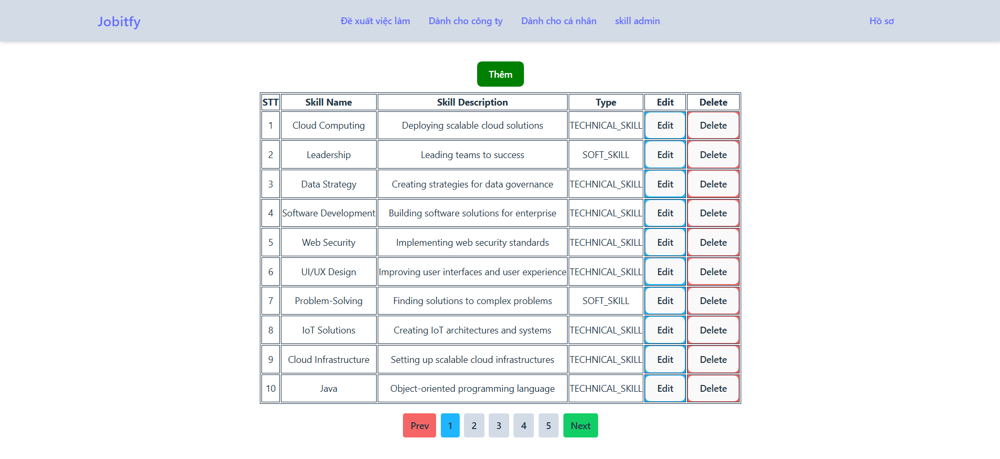 Jobitfy Đề xuất việc làm Dành cho công ty Dành cho cá nhân skill admin Hồ sơ
Thêm
STT Skill Name Skill Description Type Edit Delete
1 Cloud Computing Deploying scalable cloud solutions TECHNICAL_SKILL Edit Delete
2 Leadership Leading teams to success SOFT_SKILL Edit Delete
3 Data Strategy Creating strategies for data governance TECHNICAL_SKILL Edit Delete
4 Software Development Building software solutions for enterprise TECHNICAL_SKILL Edit Delete
5 Web Security Implementing web security standards TECHNICAL_SKILL Edit Delete
6 UI/UX Design Improving user interfaces and user experience TECHNICAL_SKILL Edit Delete
7 Problem-Solving Finding solutions to complex problems SOFT_SKILL Edit Delete
8 IoT Solutions Creating IoT architectures and systems TECHNICAL_SKILL Edit Delete
9 Cloud Infrastructure Setting up scalable cloud infrastructures TECHNICAL_SKILL Edit Delete
10 Java Object-oriented programming language TECHNICAL_SKILL Edit Delete
Prev 1 2 3 4 5 Next